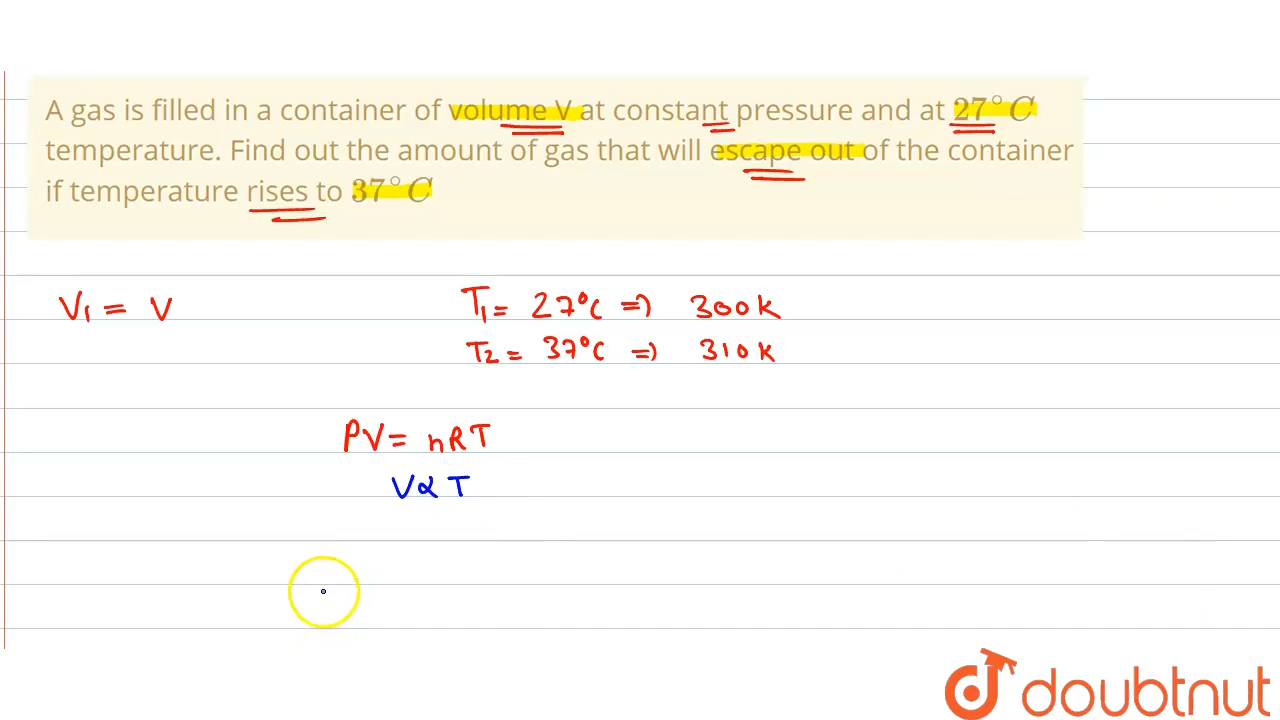 A gas is filled in a container of volume V at constant pressure and at 27°C
temperature. Find out the amount of gas that will escape out of the container
if temperature rises to 37°C
V₁ = V
T₁ = 27°C ⇒ 300K
T₂ = 37°C ⇒ 310K
PV = nRT
V∝T
doubtnut